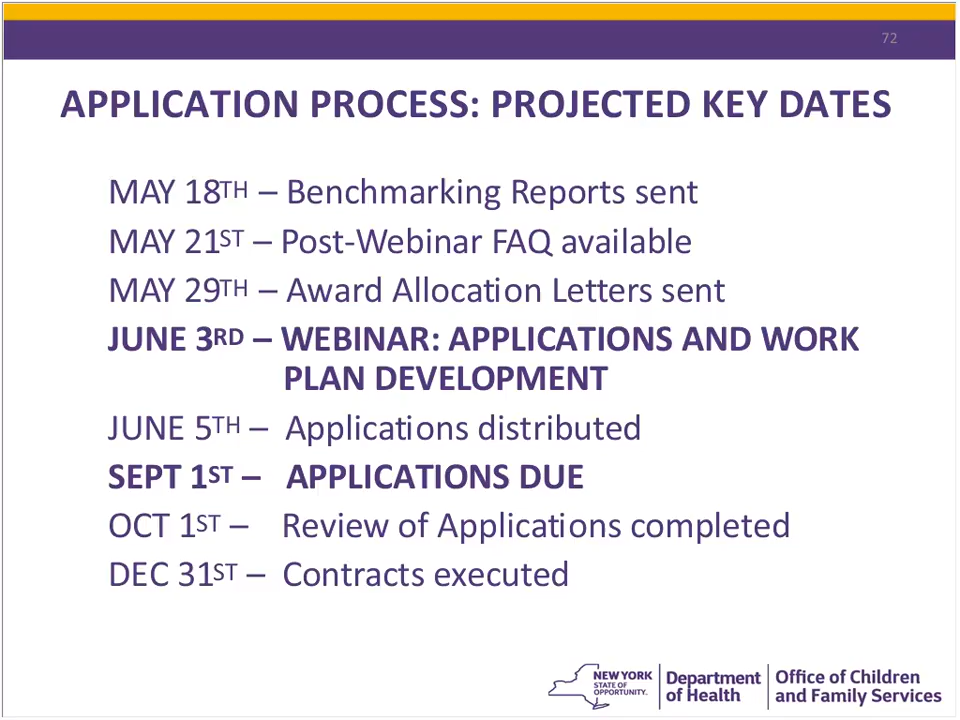 72
APPLICATION PROCESS: PROJECTED KEY DATES
MAY 18TH – Benchmarking Reports sent
MAY 21ST – Post-Webinar FAQ available
MAY 29TH – Award Allocation Letters sent
JUNE 3RD – WEBINAR: APPLICATIONS AND WORK
PLAN DEVELOPMENT
JUNE 5TH – Applications distributed
SEPT 1ST – APPLICATIONS DUE
OCT 1ST – Review of Applications completed
DEC 31ST – Contracts executed
NEW YORK
STATE OF
OPPORTUNITY.
Department
of Health
Office of Children
and Family Services